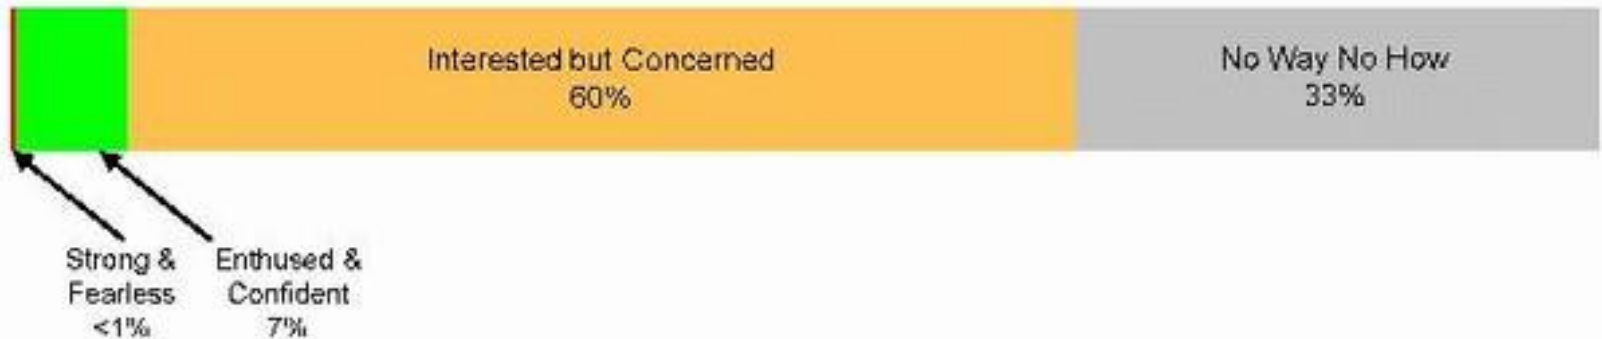 Interested but Concerned
60%
No Way No How
33%
Strong &
Fearless
<1%
Enthused &
Confident
7%